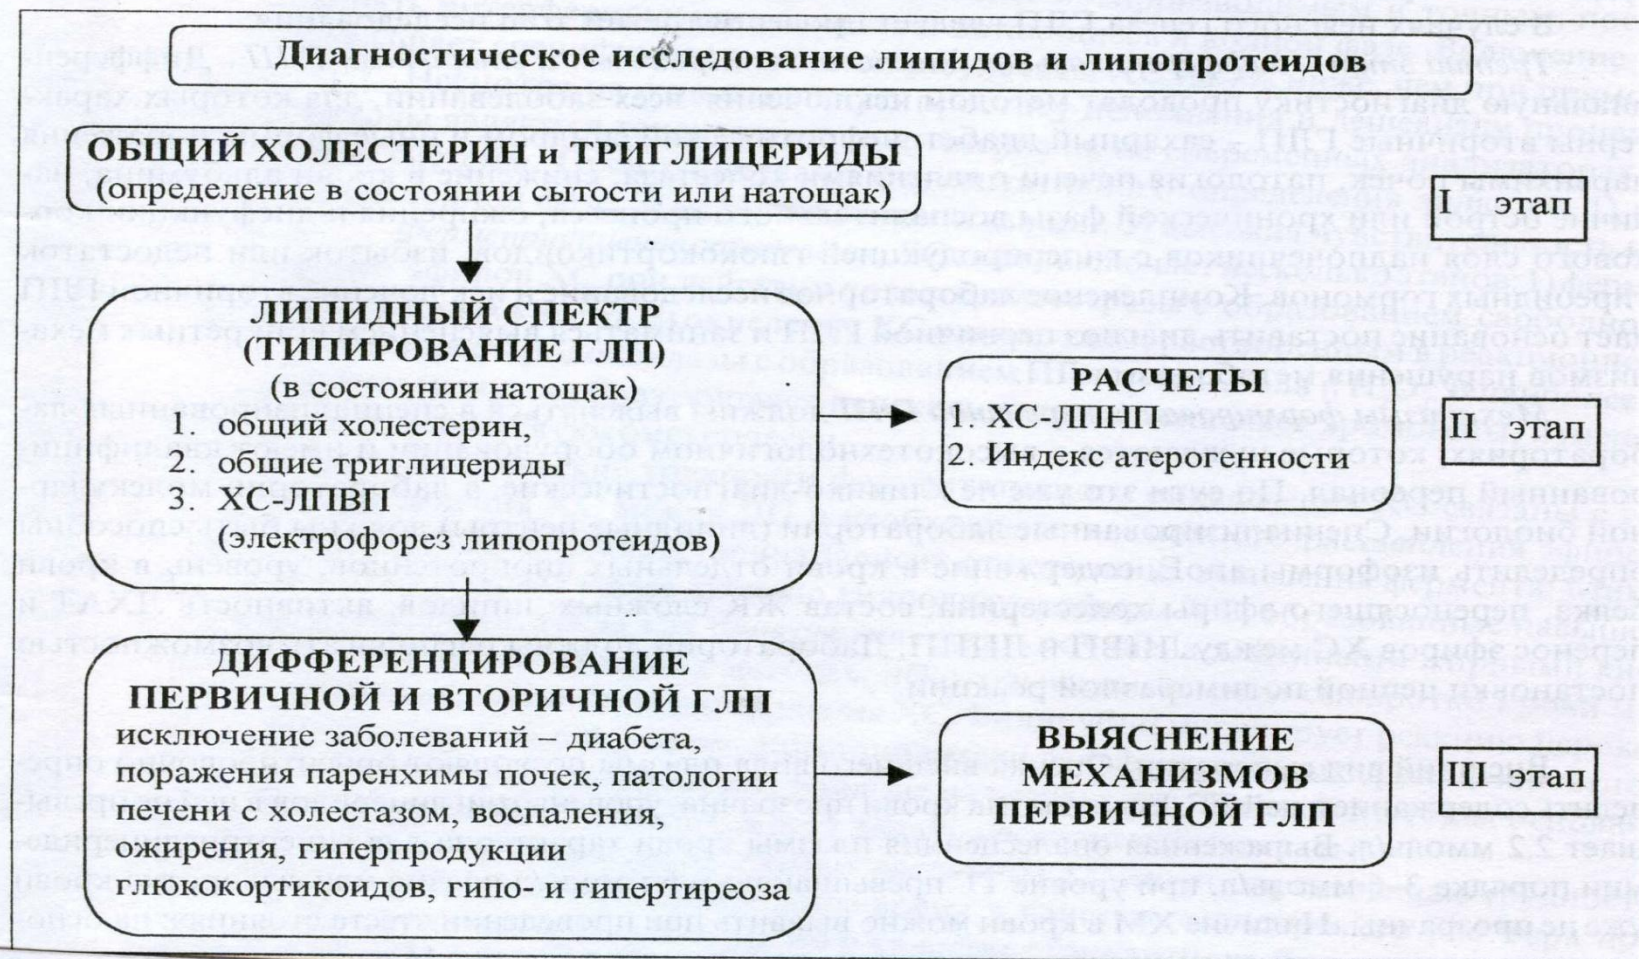 Диагностическое исследование липидов и липопротеидов
ОБЩИЙ ХОЛЕСТЕРИН и ТРИГЛИЦЕРИДЫ
(определение в состоянии сытости или натощак)
I этап
ЛИПИДНЫЙ СПЕКТР
(ТИПИРОВАНИЕ ГЛП)
(в состоянии натощак)
1. общий холестерин,
2. общие триглицериды
3. ХС-ЛПВП
(электрофорез липопротеидов)
РАСЧЕТЫ
1. ХС-ЛПНП
2. Индекс атерогенности
II этап
ДИФФЕРЕНЦИРОВАНИЕ
ПЕРВИЧНОЙ И ВТОРИЧНОЙ ГЛП
исключение заболеваний – диабета,
поражения паренхимы почек, патологии
печени с холестазом, воспаления,
ожирения, гиперпродукции
глюкокортикоидов, гипо- и гипертиреоза
ВЫЯСНЕНИЕ
МЕХАНИЗМОВ
ПЕРВИЧНОЙ ГЛП
III этап